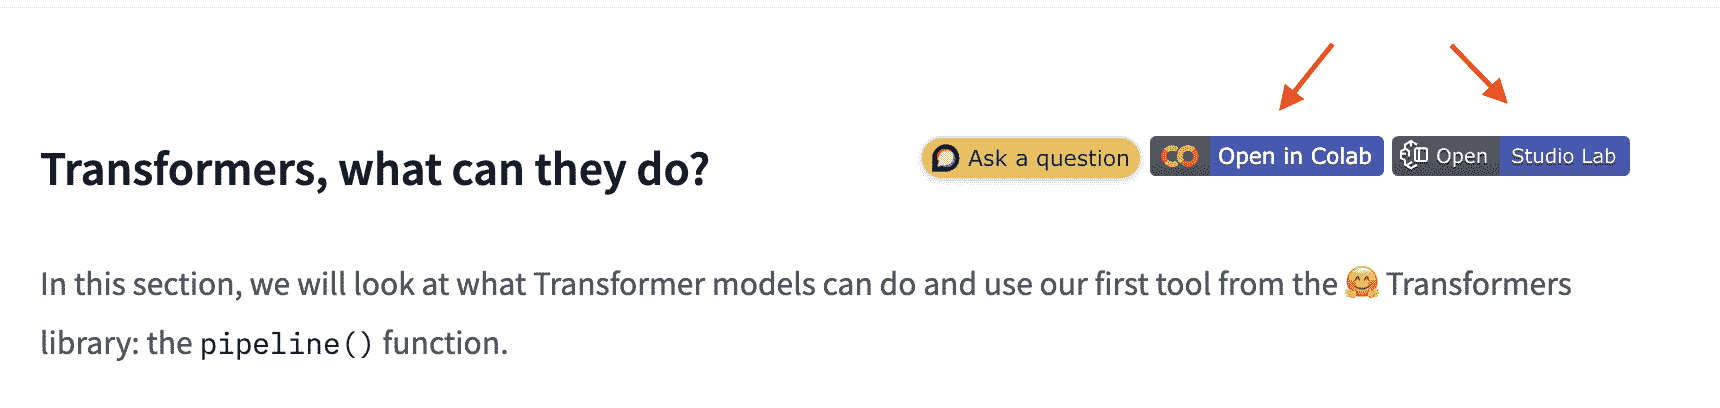 Transformers, what can they do?
Ask a question
Open in Colab
Open Studio Lab
In this section, we will look at what Transformer models can do and use our first tool from the 🤗 Transformers
library: the pipeline() function.